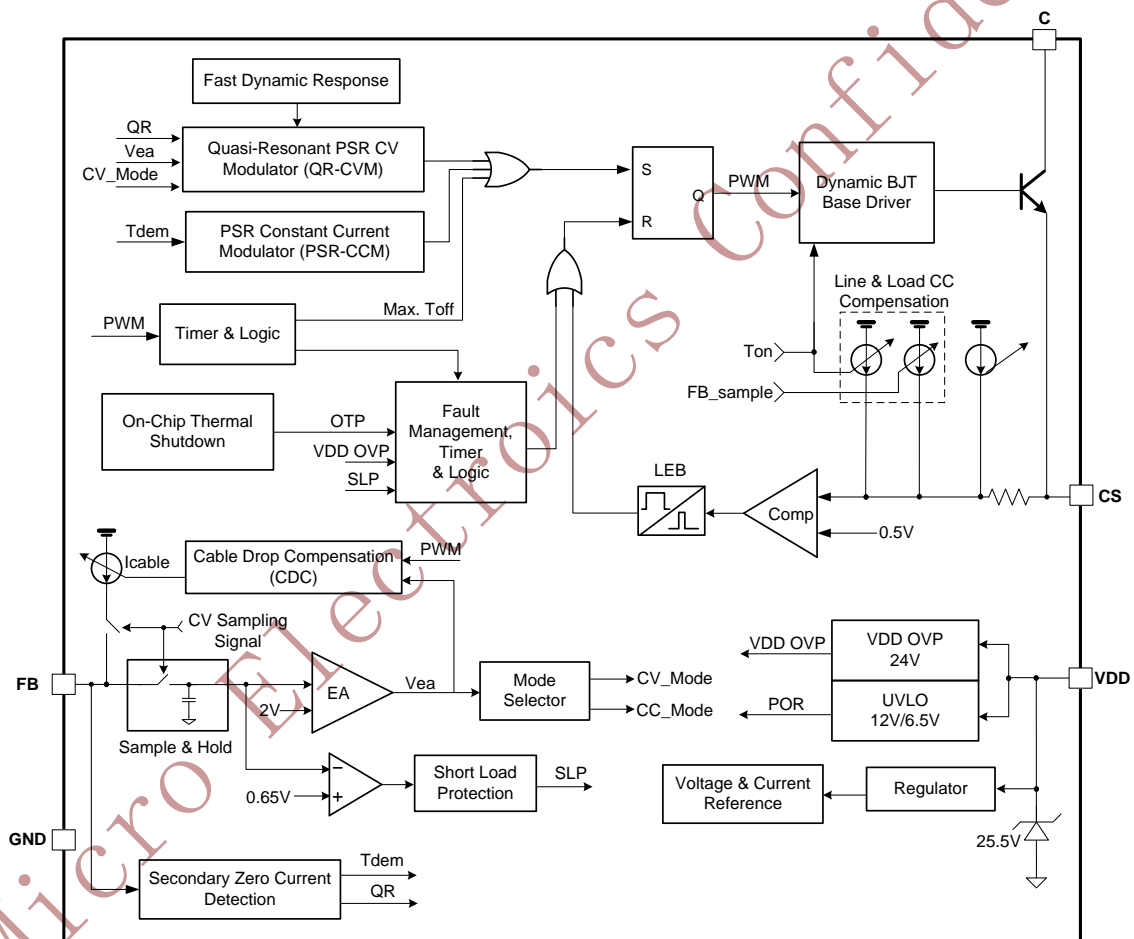 C
Fast Dynamic Response
QR
Vea
CV_Mode
Quasi-Resonant PSR CV
Modulator (QR-CVM)
Tdem
PSR Constant Current
Modulator (PSR-CCM)
S
R
Q
PWM
Dynamic BJT
Base Driver
PWM
Timer & Logic
Max. Toff
Line & Load CC
Compensation
Ton
FB_sample
On-Chip Thermal
Shutdown
OTP
VDD OVP
SLP
Fault
Management,
Timer
& Logic
LEB
Comp
CS
0.5V
Icable
Cable Drop Compensation
(CDC)
PWM
CV Sampling
Signal
FB
Sample & Hold
2V
EA
Vea
Mode
Selector
CV_Mode
CC_Mode
VDD OVP
POR
VDD OVP
24V
UVLO
12V/6.5V
VDD
0.65V
Short Load
Protection
SLP
Voltage & Current
Reference
Regulator
25.5V
GND
Secondary Zero Current
Detection
Tdem
QR
Micro Electroics Confid